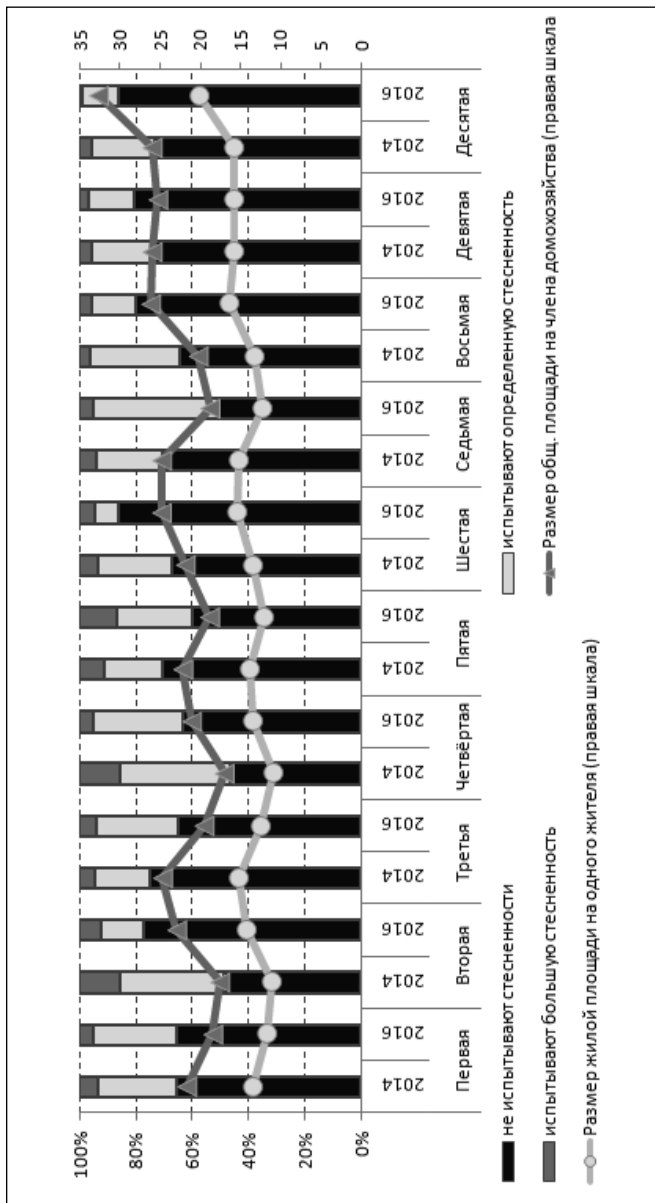 100%
80%
60%
40%
20%
0%
35
30
25
20
15
10
5
0
2014
2016
2014
2016
2014
2016
2014
2016
2014
2016
2014
2016
2014
2016
2014
2016
2014
2016
2014
2016
Первая
Вторая
Третья
Четвёртая
Пятая
Шестая
Седьмая
Восьмая
Девятая
Десятая
не испытывают стесненности
испытывают определенную стесненность
испытывают большую стесненность
Размер общ. площади на члена домохозяйства (правая шкала
Размер жилой площади на одного жителя (правая шкала)